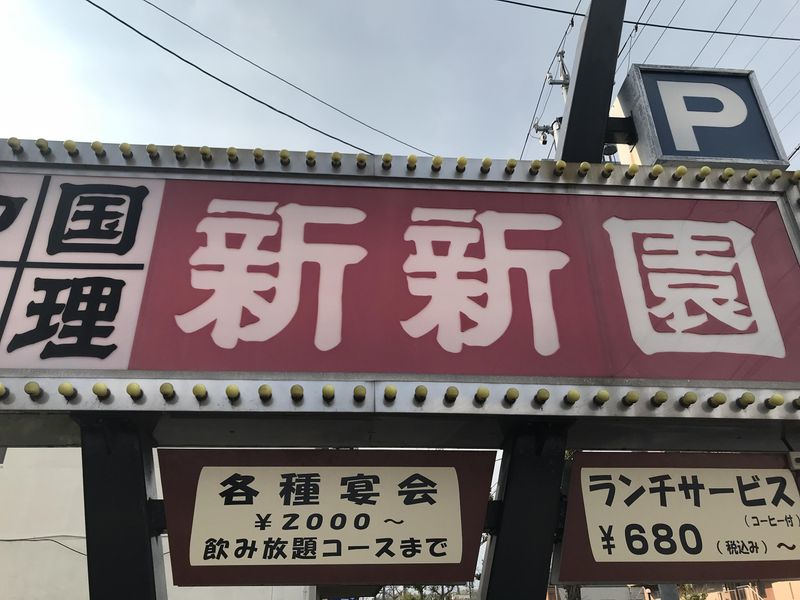 P
国
理
新新園
各種宴会
¥2000～
飲み放題コースまで
ランチサービス
(コーヒー付)
¥680(税込み)～